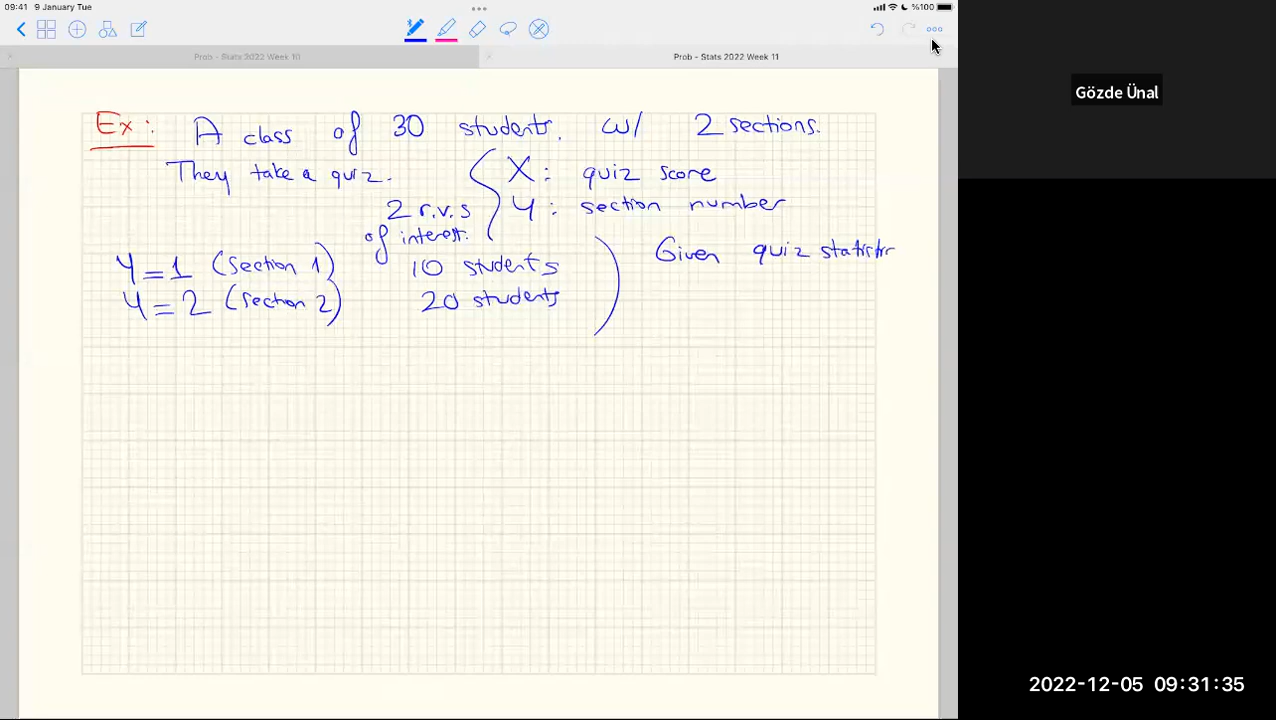 09:41 9 January Tue
%100
Prob - Stats 2022 Week 10
Prob - Stats 2022 Week 11
Gözde Ünal
Ex: A class of 30 students. w/ 2 sections.
They take a quiz. X: quiz score
2 r.v.s Y: section number
of interest.
Y=1 (Section 1) 10 students Given quiz
Y=2 (Section 2) 20 students
2022-12-05 09:31:35